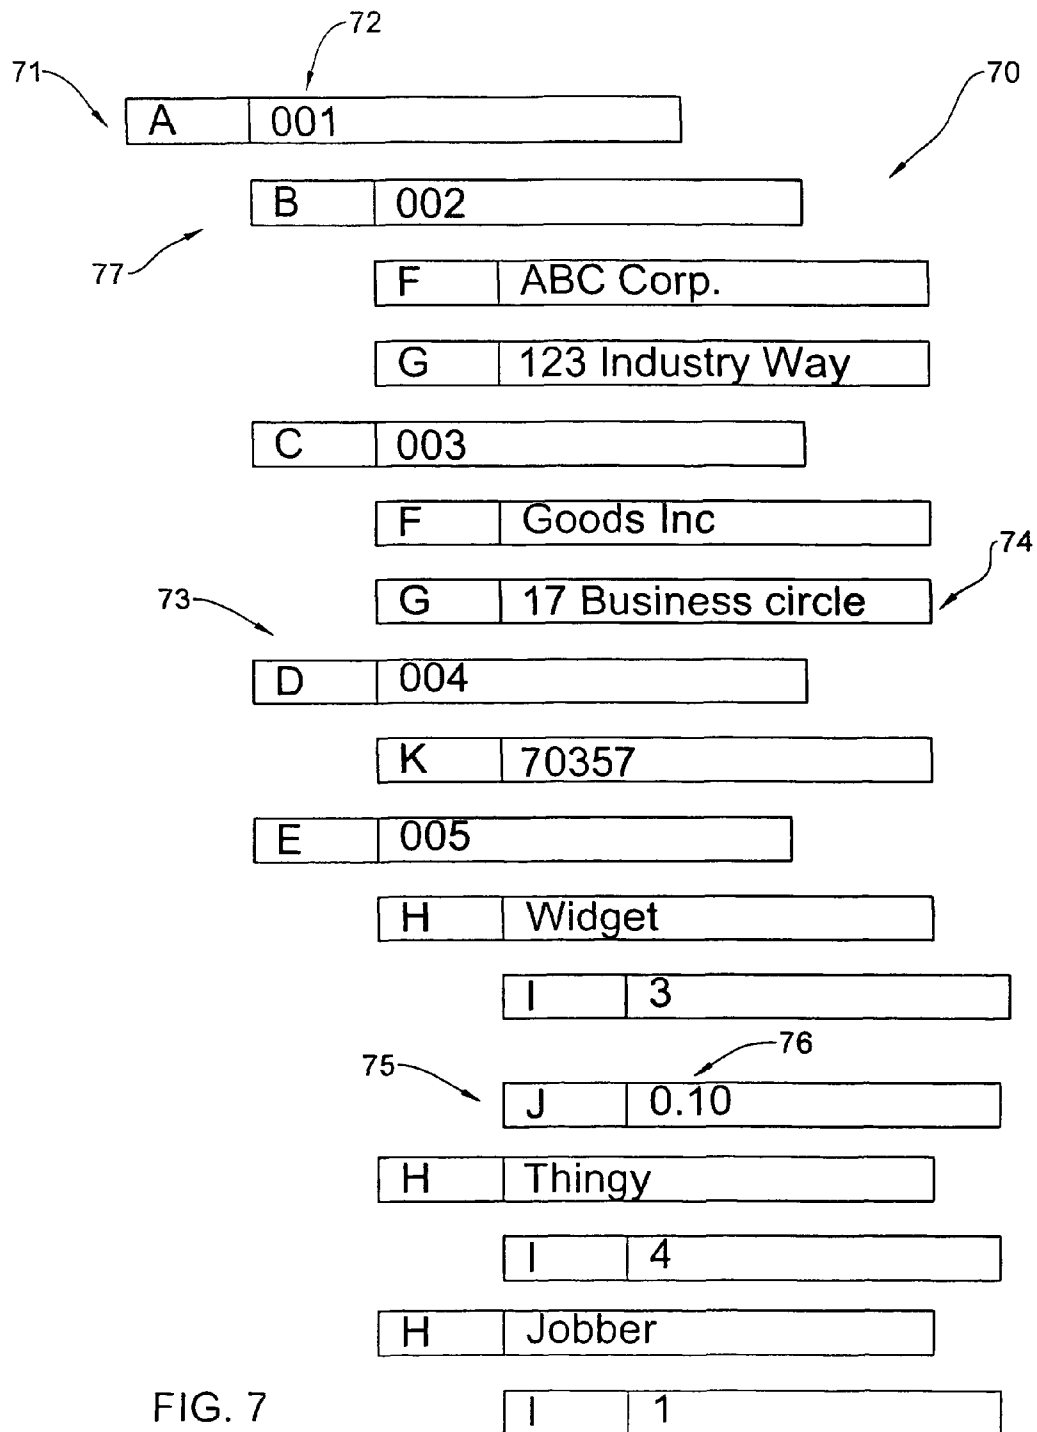 72
71
70
A 001
B 002
77
F ABC Corp.
G 123 Industry Way
C 003
F Goods Inc
74
73
G 17 Business circle
D 004
K 70357
E 005
H Widget
I 3
76
75
J 0.10
H Thingy
I 4
H Jobber
I 1
FIG. 7